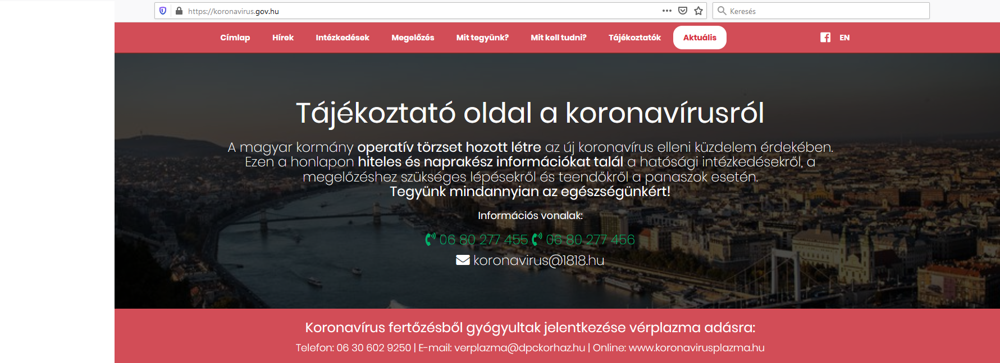 https://koronavirus.gov.hu
Keresés
Címlap Hírek Intézkedések Megelőzés Mit tegyünk? Mit kell tudni? Tájékoztatók Aktuális EN
Tájékoztató oldal a koronavírusról
A magyar kormány operatív törzset hozott létre az új koronavírus elleni küzdelem érdekében.
Ezen a honlapon hiteles és naprakész információkat talál a hatósági intézkedésekről, a
megelőzéshez szükséges lépésekről és teendőkről a panaszok esetén.
Tegyünk mindannyian az egészségünkért!
Információs vonalak:
06 80 277 455 06 80 277 456
koronavirus@1818.hu
Koronavírus fertőzésből gyógyultak jelentkezése vérplazma adásra:
Telefon: 06 30 602 9250 | E-mail: verplazma@dpckorhaz.hu | Online: www.koronavirusplazma.hu